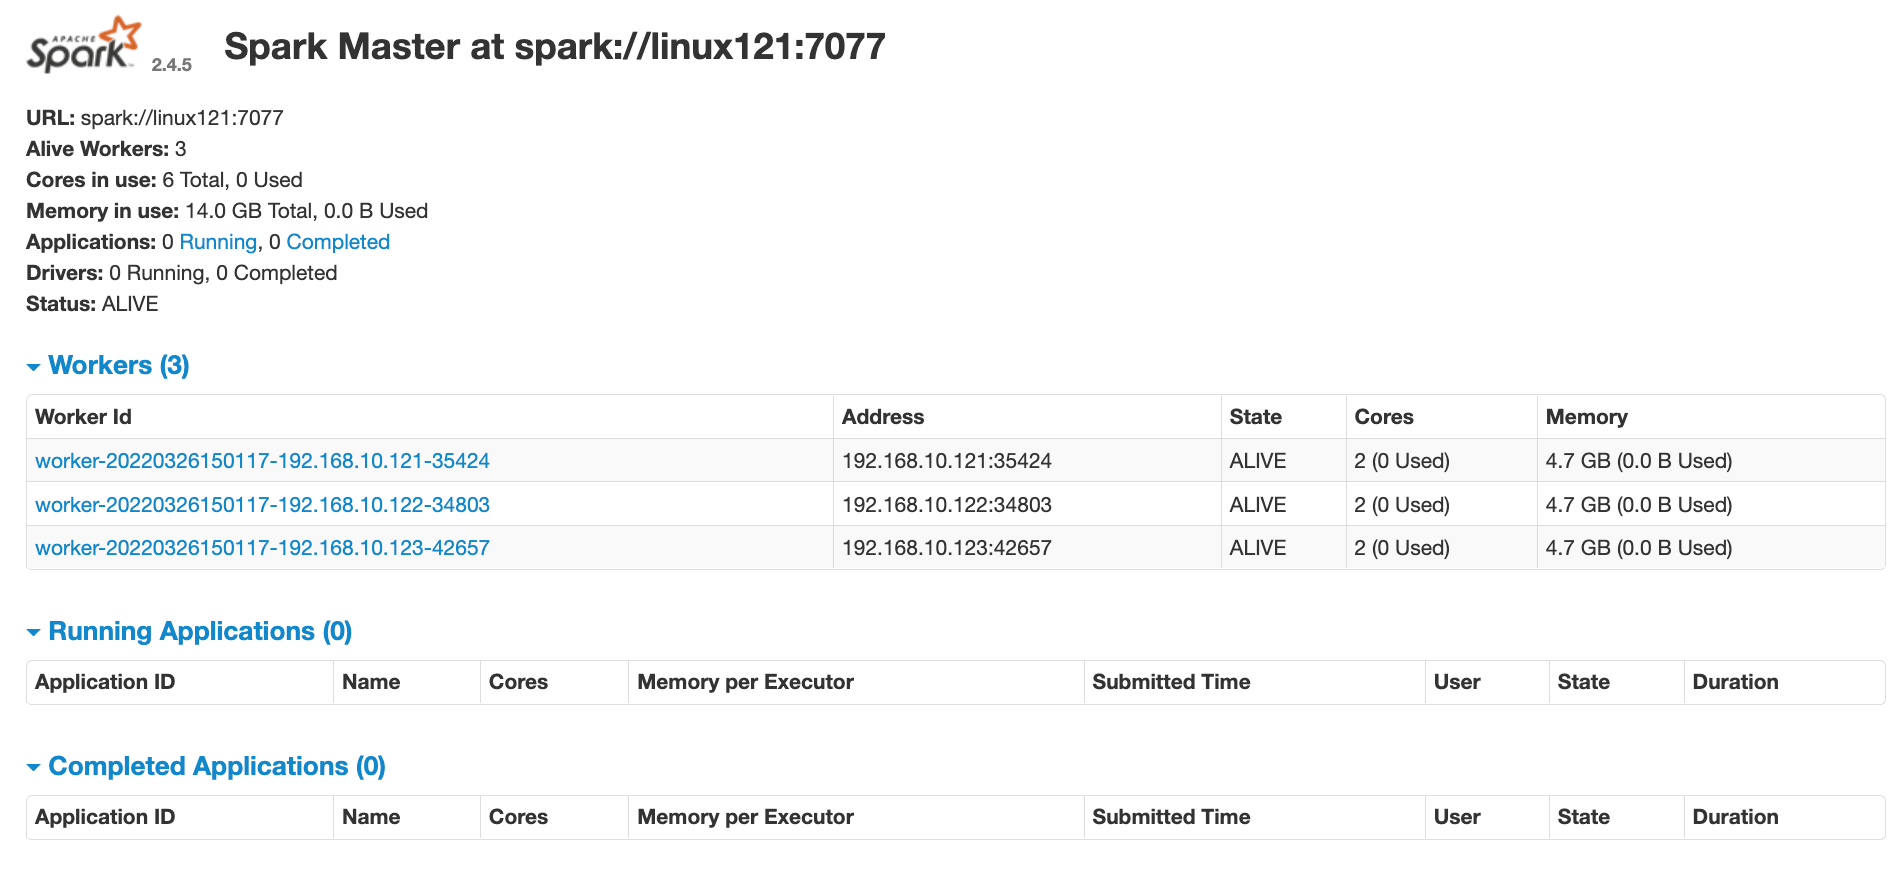 APACHE
Spark 2.4.5 Spark Master at spark://linux121:7077
URL: spark://linux121:7077
Alive Workers: 3
Cores in use: 6 Total, 0 Used
Memory in use: 14.0 GB Total, 0.0 B Used
Applications: 0 Running, 0 Completed
Drivers: 0 Running, 0 Completed
Status: ALIVE
Workers (3)
Worker Id Address State Cores Memory
worker-20220326150117-192.168.10.121-35424 192.168.10.121:35424 ALIVE 2 (0 Used) 4.7 GB (0.0 B Used)
worker-20220326150117-192.168.10.122-34803 192.168.10.122:34803 ALIVE 2 (0 Used) 4.7 GB (0.0 B Used)
worker-20220326150117-192.168.10.123-42657 192.168.10.123:42657 ALIVE 2 (0 Used) 4.7 GB (0.0 B Used)
Running Applications (0)
Application ID Name Cores Memory per Executor Submitted Time User State Duration
Completed Applications (0)
Application ID Name Cores Memory per Executor Submitted Time User State Duration